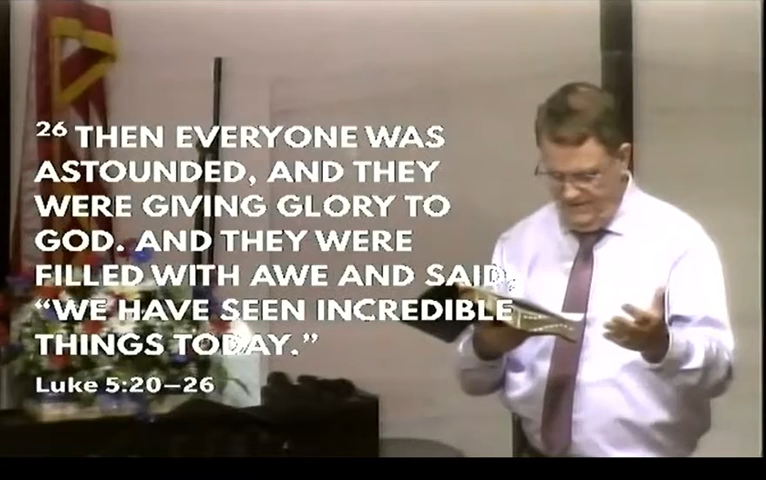 26 THEN EVERYONE WAS
ASTOUNDED, AND THEY
WERE GIVING GLORY TO
GOD. AND THEY WERE
FILLED WITH AWE AND SAID,
“WE HAVE SEEN INCREDIBLE
THINGS TODAY.”
Luke 5:20–26